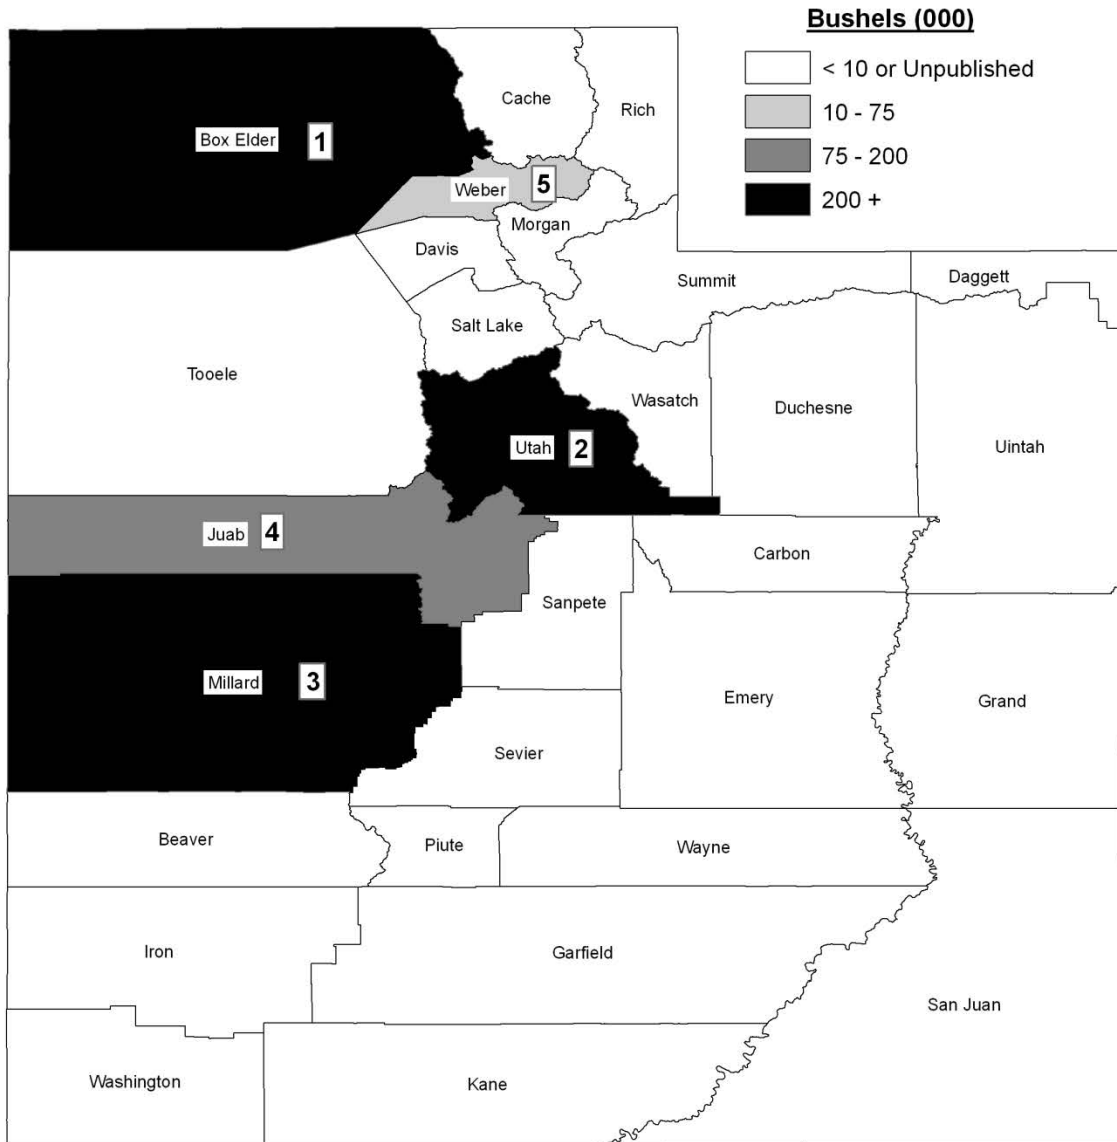 Bushels (000)
< 10 or Unpublished
10 - 75
75 - 200
200 +
Cache
Rich
Box Elder 1
Weber 5
Morgan
Davis
Summit
Daggett
Salt Lake
Tooele
Wasatch
Duchesne
Utah 2
Uintah
Juab 4
Carbon
Sanpete
Millard 3
Emery
Grand
Sevier
Beaver
Piute
Wayne
Iron
Garfield
San Juan
Washington
Kane